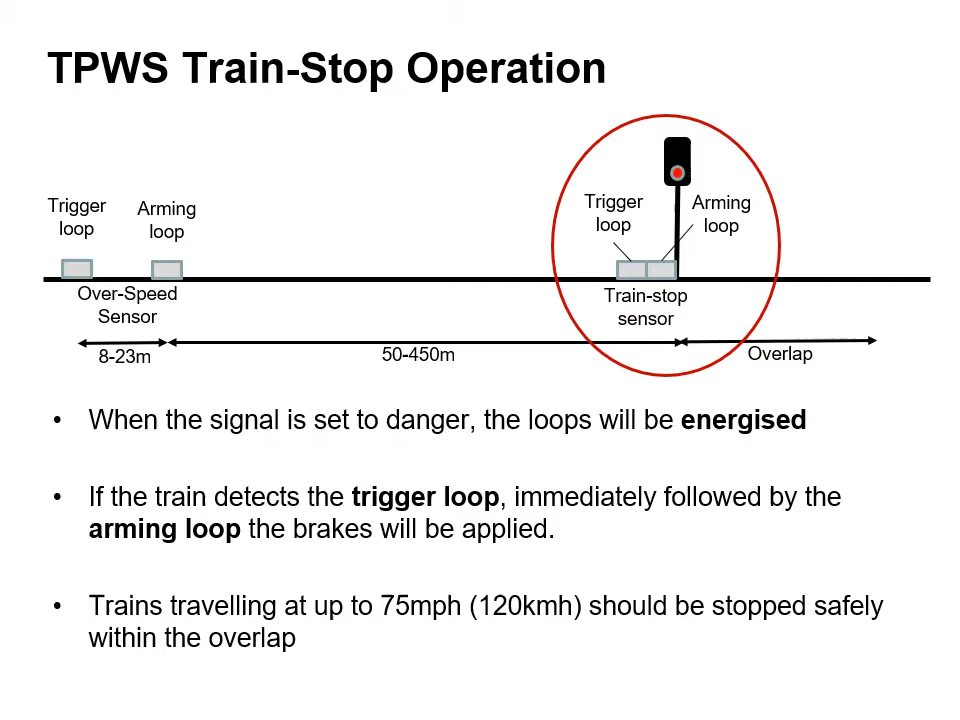 TPWS Train-Stop Operation
Trigger
loop
Arming
loop
Trigger
loop
Arming
loop
Over-Speed
Sensor
Train-stop
sensor
8-23m
50-450m
Overlap
• When the signal is set to danger, the loops will be energised
• If the train detects the trigger loop, immediately followed by the
arming loop the brakes will be applied.
• Trains travelling at up to 75mph (120kmh) should be stopped safely
within the overlap